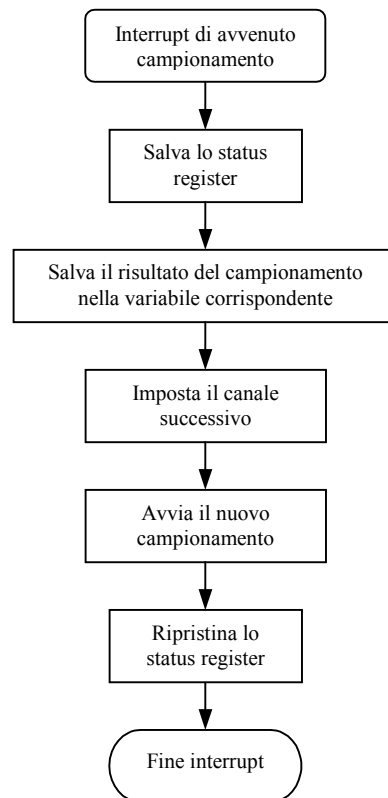 Interrupt di avvenuto
campionamento
Salva lo status
register
Salva il risultato del campionamento
nella variabile corrispondente
Imposta il canale
successivo
Avvia il nuovo
campionamento
Ripristina lo
status register
Fine interrupt